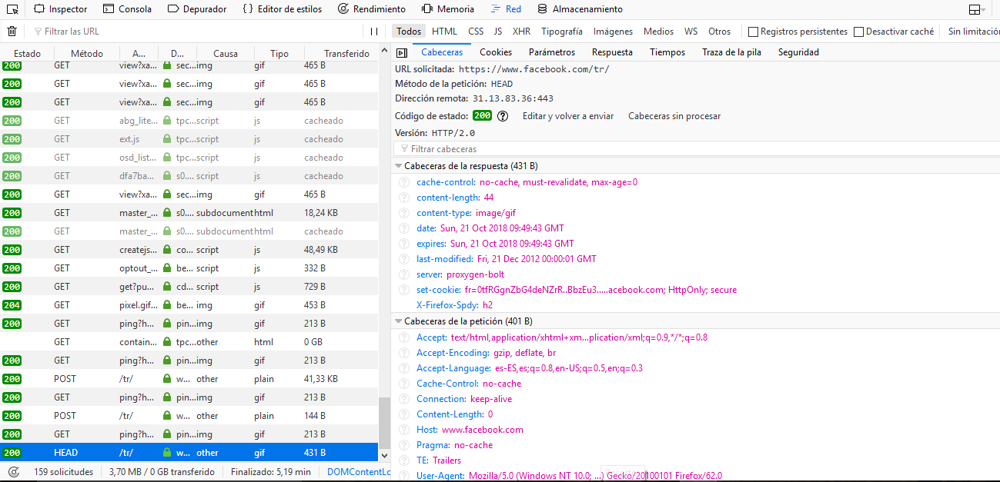 Inspector Consola Depurador {} Editor de estilos Rendimiento Memoria Red Almacenamiento
Filtrar las URL Todos HTML CSS JS XHR Tipografía Imágenes Medios WS Otros Registros persistentes Desactivar caché Sin limitación
Estado Método A... D... Causa Tipo Transferido
200 GET view?xa... sec...img gif 465 B
200 GET view?xa... sec...img gif 465 B
200 GET view?xa... sec...img gif 465 B
200 GET abg_lite... tpc...script js cacheado
200 GET ext.js tpc...script js cacheado
200 GET osd_list... tpc...script js cacheado
200 GET dfa7ba... s0.... script js cacheado
200 GET view?xa... sec...img gif 465 B
200 GET master_... s0.... subdocumenthtml 18,24 KB
200 GET master_... s0.... subdocumenthtml cacheado
200 GET createjs... co... script js 48,49 KB
200 GET optout_... be... script js 332 B
200 GET get?pu... cd... script js 729 B
204 GET pixel.gif... be... img gif 453 B
200 GET ping?h... pin...img gif 213 B
GET contain... tpc...other html 0 GB
200 GET ping?h... pin...img gif 213 B
200 POST /tr/ w... other plain 41,33 KB
200 GET ping?h... pin...img gif 213 B
200 POST /tr/ w... other plain 144 B
200 GET ping?h... pin...img gif 213 B
200 HEAD /tr/ w... other gif 431 B
159 solicitudes 3,70 MB / 0 GB transferido Finalizado: 5,19 min DOMContentLo
Cabeceras Cookies Parámetros Respuesta Tiempos Traza de la pila Seguridad
URL solicitada: https://www.facebook.com/tr/
Método de la petición: HEAD
Dirección remota: 31.13.83.36:443
Código de estado: 200 ? Editar y volver a enviar Cabeceras sin procesar
Versión: HTTP/2.0
Filtrar cabeceras
Cabeceras de la respuesta (431 B)
? cache-control: no-cache, must-revalidate, max-age=0
? content-length: 44
? content-type: image/gif
? date: Sun, 21 Oct 2018 09:49:43 GMT
? expires: Sun, 21 Oct 2018 09:49:43 GMT
? last-modified: Fri, 21 Dec 2012 00:00:01 GMT
? server: proxygen-bolt
? set-cookie: fr=0tfRGgnZbG4deNZrR..BbzEu3.....acebook.com; HttpOnly; secure
X-Firefox-Spdy: h2
Cabeceras de la petición (401 B)
? Accept: text/html,application/xhtml+xm...plication/xml;q=0.9,*/*;q=0.8
? Accept-Encoding: gzip, deflate, br
? Accept-Language: es-ES,es;q=0.8,en-US;q=0.5,en;q=0.3
? Cache-Control: no-cache
? Connection: keep-alive
? Content-Length: 0
? Host: www.facebook.com
? Pragma: no-cache
? TE: Trailers
? User-Agent: Mozilla/5.0 (Windows NT 10.0; ...) Gecko/20100101 Firefox/62.0